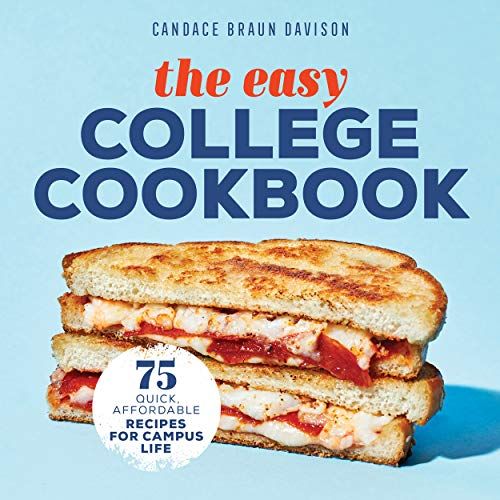 CANDACE BRAUN DAVISON
the easy
COLLEGE
COOKBOOK
75
QUICK,
AFFORDABLE
RECIPES
FOR CAMPUS
LIFE